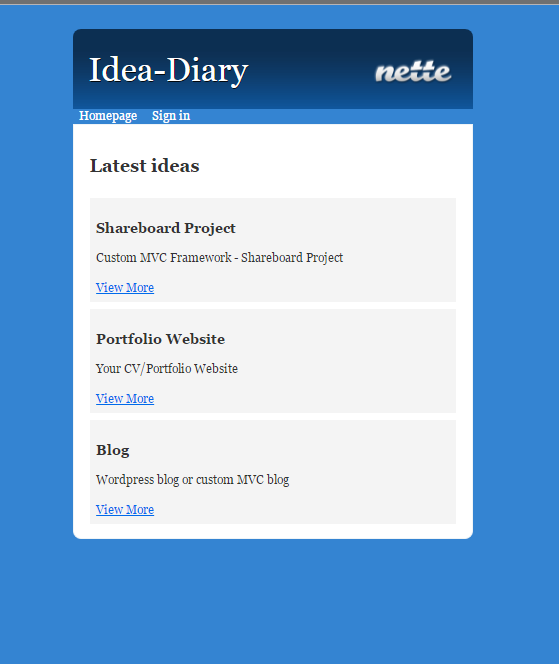 Idea-Diary nette
Homepage Sign in
Latest ideas
Shareboard Project
Custom MVC Framework - Shareboard Project
View More
Portfolio Website
Your CV/Portfolio Website
View More
Blog
Wordpress blog or custom MVC blog
View More